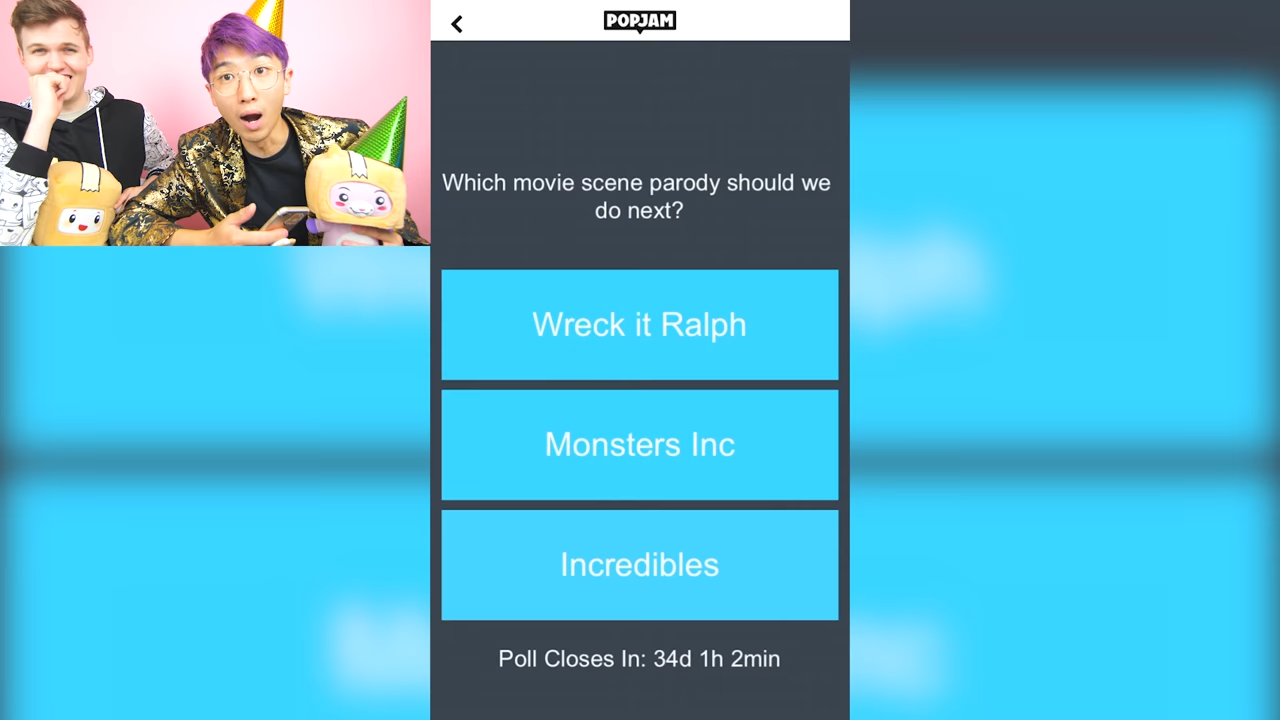 POPJAM
Which movie scene parody should we
do next?
Wreck it Ralph
Monsters Inc
Incredibles
Poll Closes In: 34d 1h 2min